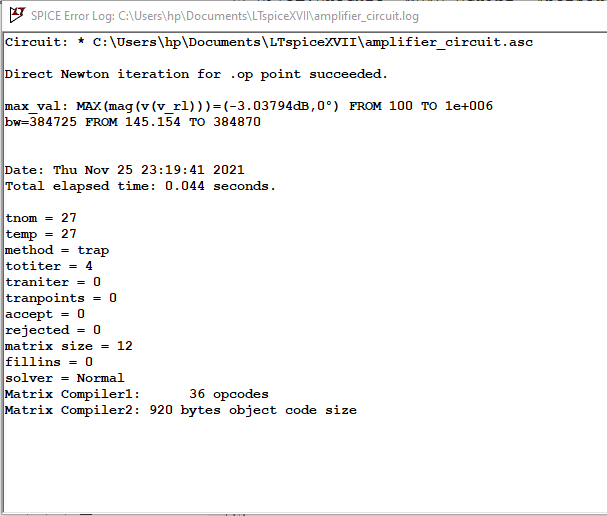 SPICE Error Log: C:\Users\hp\Documents\LTspiceXVII\amplifier_circuit.log
Circuit: * C:\Users\hp\Documents\LTspiceXVII\amplifier_circuit.asc
Direct Newton iteration for .op point succeeded.
max_val: MAX(mag(v(v_rl)))=(-3.03794dB,0°) FROM 100 TO 1e+006
bw=384725 FROM 145.154 TO 384870
Date: Thu Nov 25 23:19:41 2021
Total elapsed time: 0.044 seconds.
tnom = 27
temp = 27
method = trap
totiter = 4
traniter = 0
tranpoints = 0
accept = 0
rejected = 0
matrix size = 12
fillins = 0
solver = Normal
Matrix Compiler1:      36 opcodes
Matrix Compiler2: 920 bytes object code size